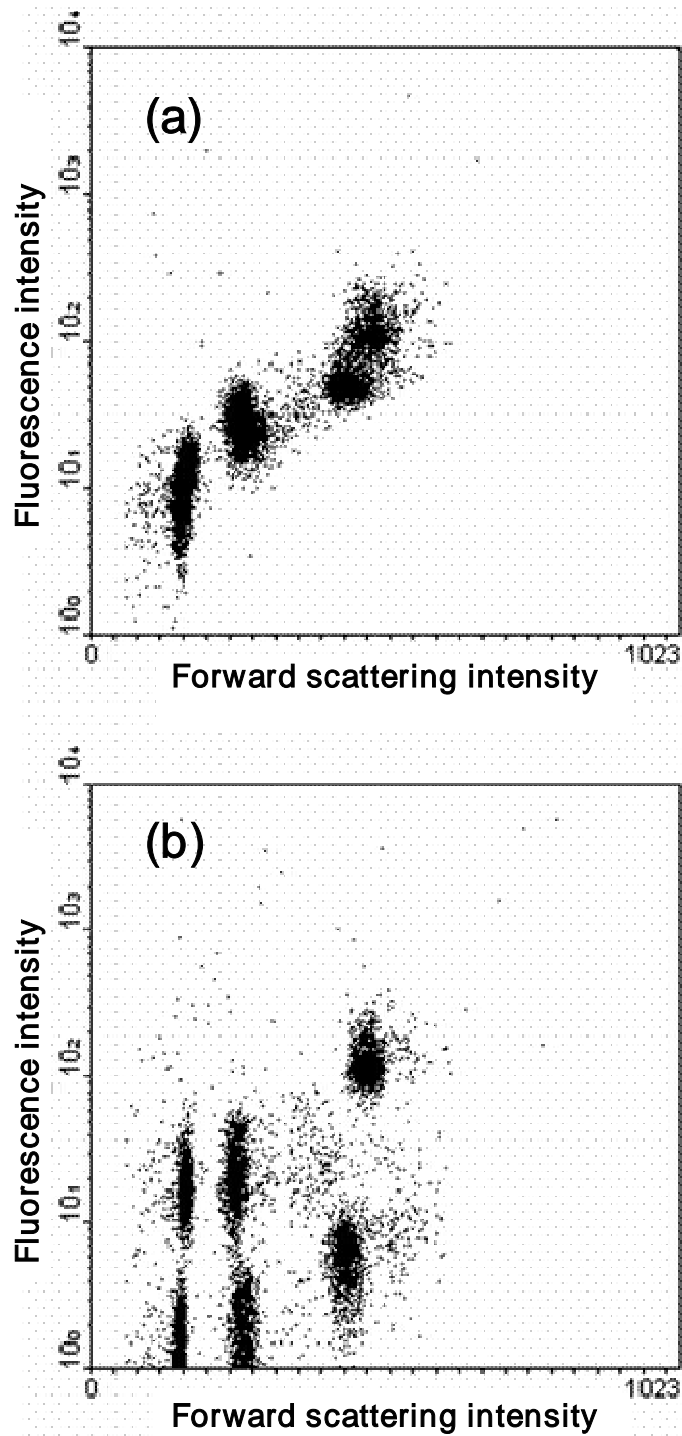 10⁴
(a)
10³
Fluorescence intensity
10²
10¹
10⁰
0
1023
Forward scattering intensity
10⁴
(b)
10³
Fluorescence intensity
10²
10¹
10⁰
0
1023
Forward scattering intensity